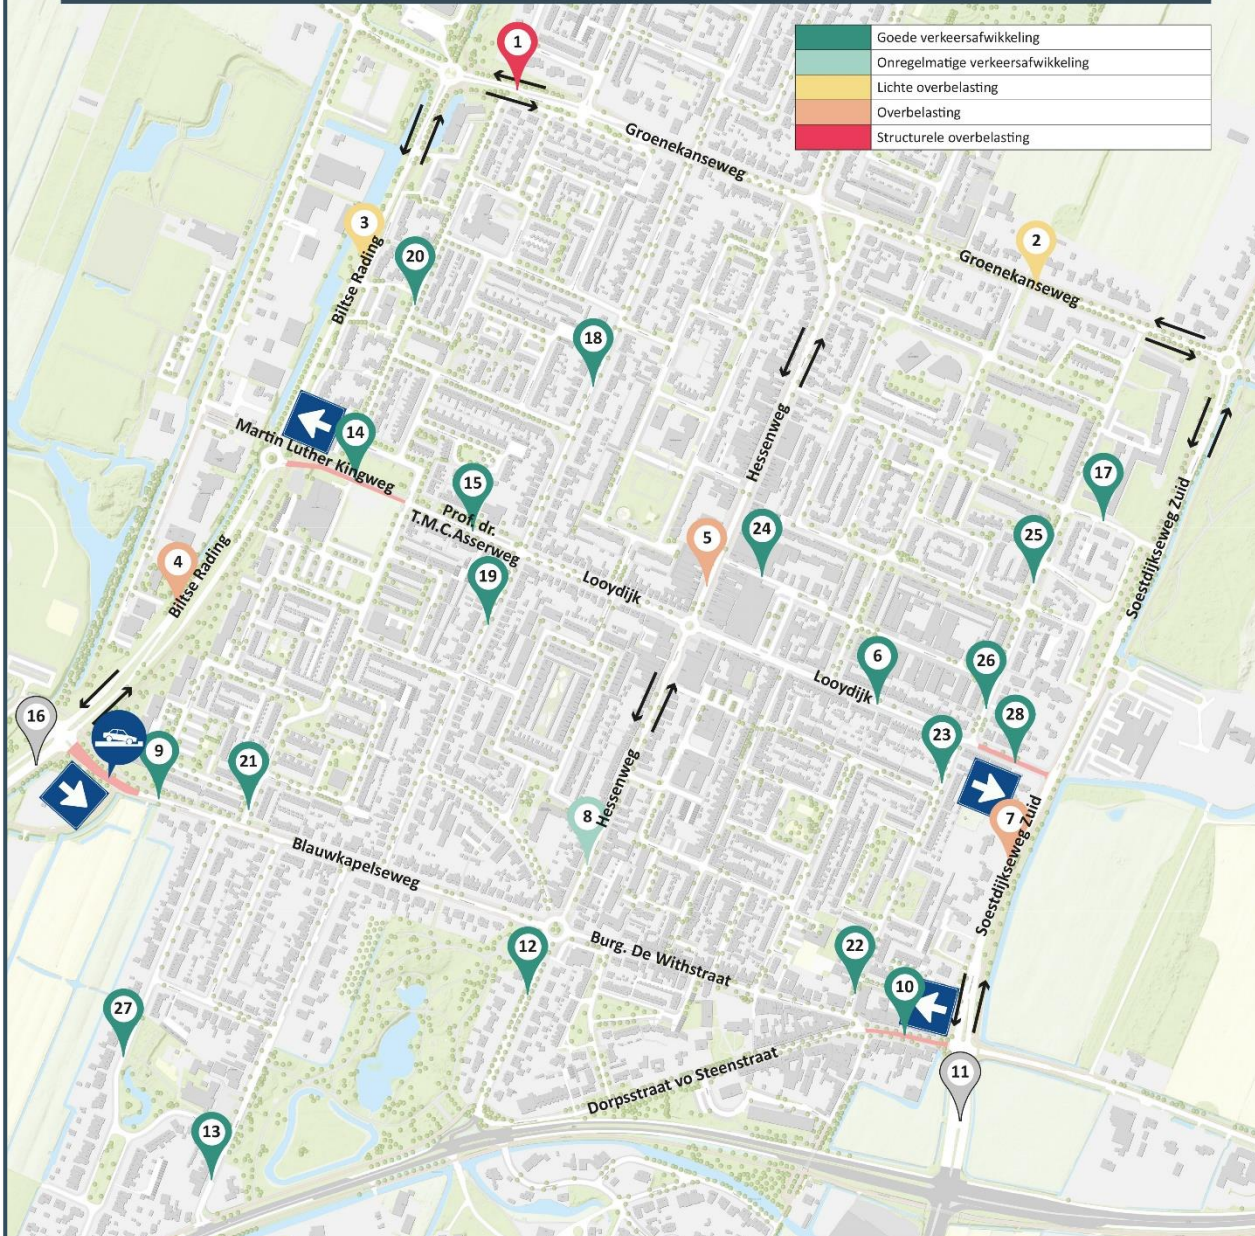 Goede verkeersafwikkeling
Onregelmatige verkeersafwikkeling
Lichte overbelasting
Overbelasting
Structurele overbelasting
1
Groenekanseweg
3
20
2
Groenekanseweg
Biltse Rading
18
Hessenweg
14
Martin Luther Kingweg
15
Prof. dr.
T.M.C.Asserweg
17
5
24
25
4
Biltse Rading
19
Looydijk
Soestdijkseweg Zuid
6
26
Looydijk
16
28
9
21
23
Hessenweg
8
7
Soestdijkseweg Zuid
Blauwkapelseweg
12
Burg. De Withstraat
22
10
27
11
Dorpsstraat vo Steenstraat
13